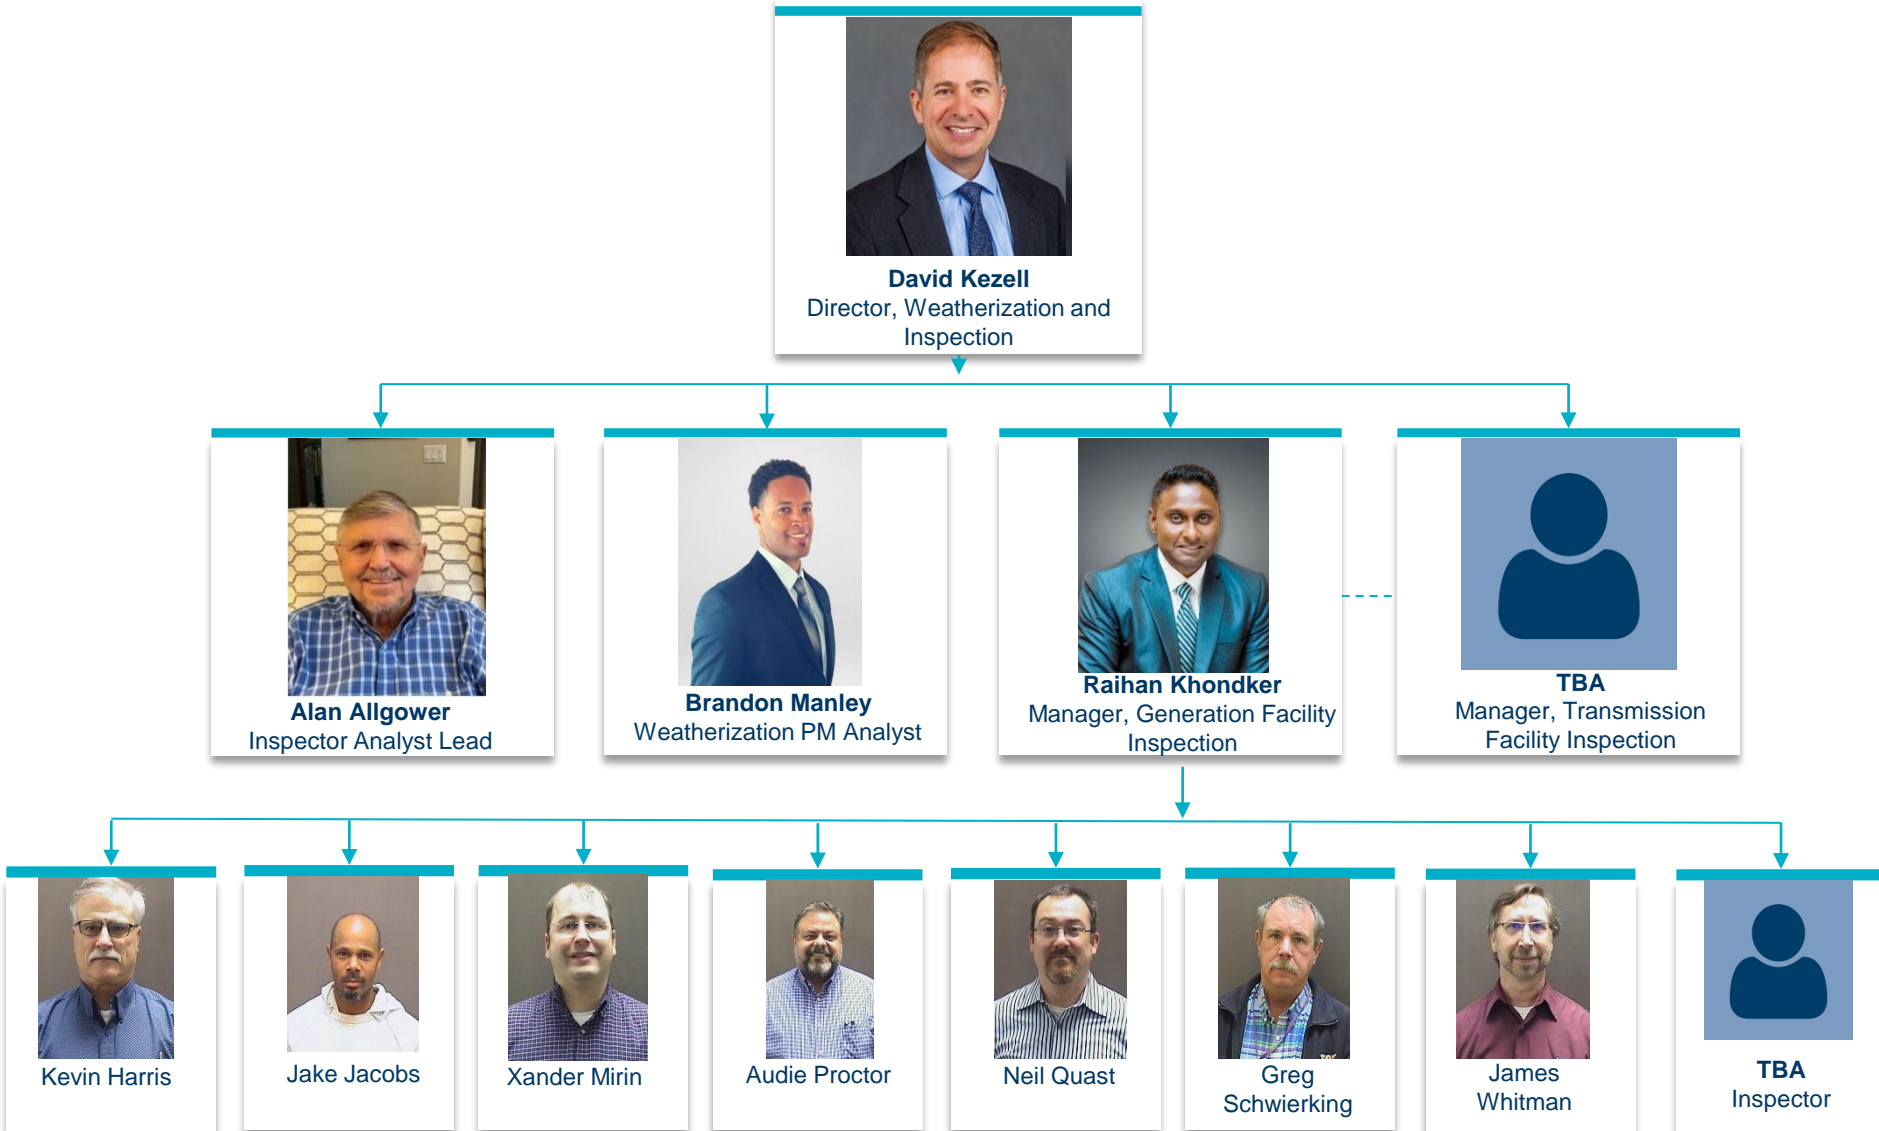 David Kezell
Director, Weatherization and
Inspection
Alan Allgower
Inspector Analyst Lead
Brandon Manley
Weatherization PM Analyst
Raihan Khondker
Manager, Generation Facility
Inspection
TBA
Manager, Transmission
Facility Inspection
Kevin Harris
Jake Jacobs
Xander Mirin
Audie Proctor
Neil Quast
Greg
Schwierking
James
Whitman
TBA
Inspector